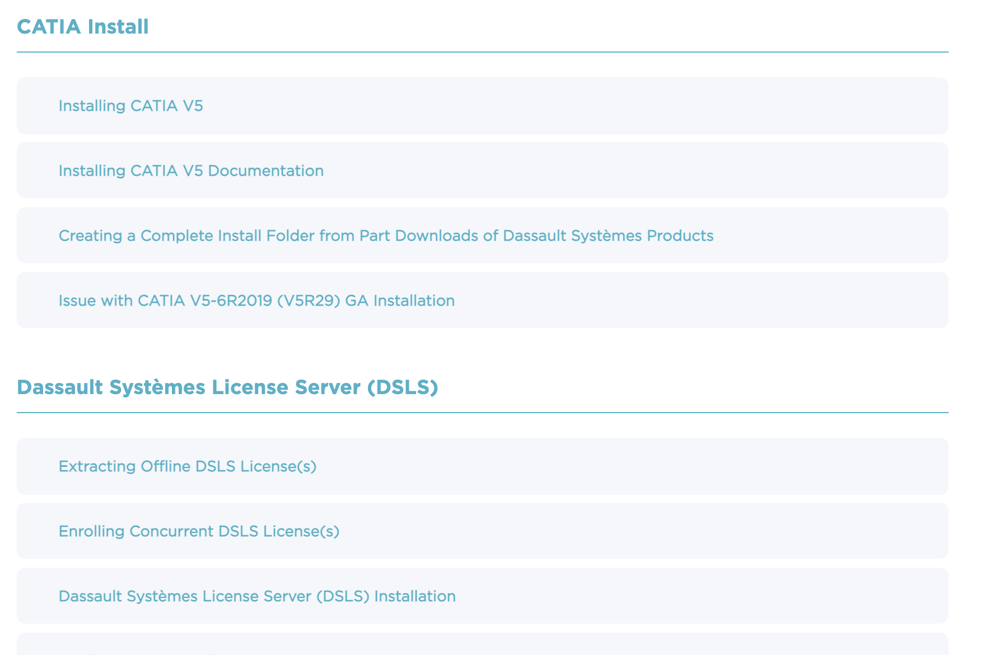 CATIA Install
Installing CATIA V5
Installing CATIA V5 Documentation
Creating a Complete Install Folder from Part Downloads of Dassault Systèmes Products
Issue with CATIA V5-6R2019 (V5R29) GA Installation
Dassault Systèmes License Server (DSLS)
Extracting Offline DSLS License(s)
Enrolling Concurrent DSLS License(s)
Dassault Systèmes License Server (DSLS) Installation